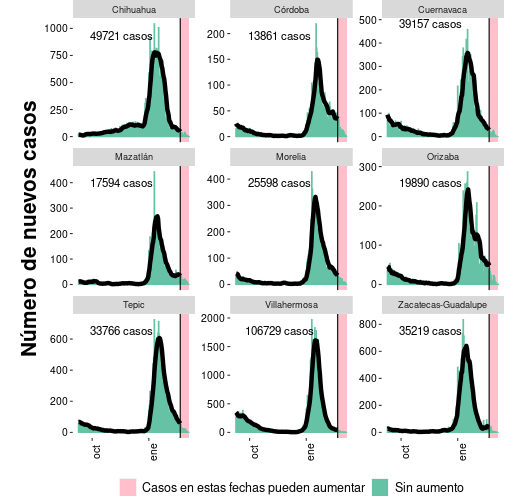 Número de nuevos casos
Chihuahua
1000
750
500
250
0
49721 casos
Córdoba
200
150
100
50
0
13861 casos
Cuernavaca
500
400
300
200
100
0
39157 casos
Mazatlán
400
300
200
100
0
17594 casos
Morelia
400
300
200
100
0
25598 casos
Orizaba
300
200
100
0
19890 casos
Tepic
600
400
200
0
33766 casos
oct
ene
Villahermosa
2000
1500
1000
500
0
106729 casos
oct
ene
Zacatecas-Guadalupe
800
600
400
200
0
35219 casos
oct
ene
Casos en estas fechas pueden aumentar
Sin aumento